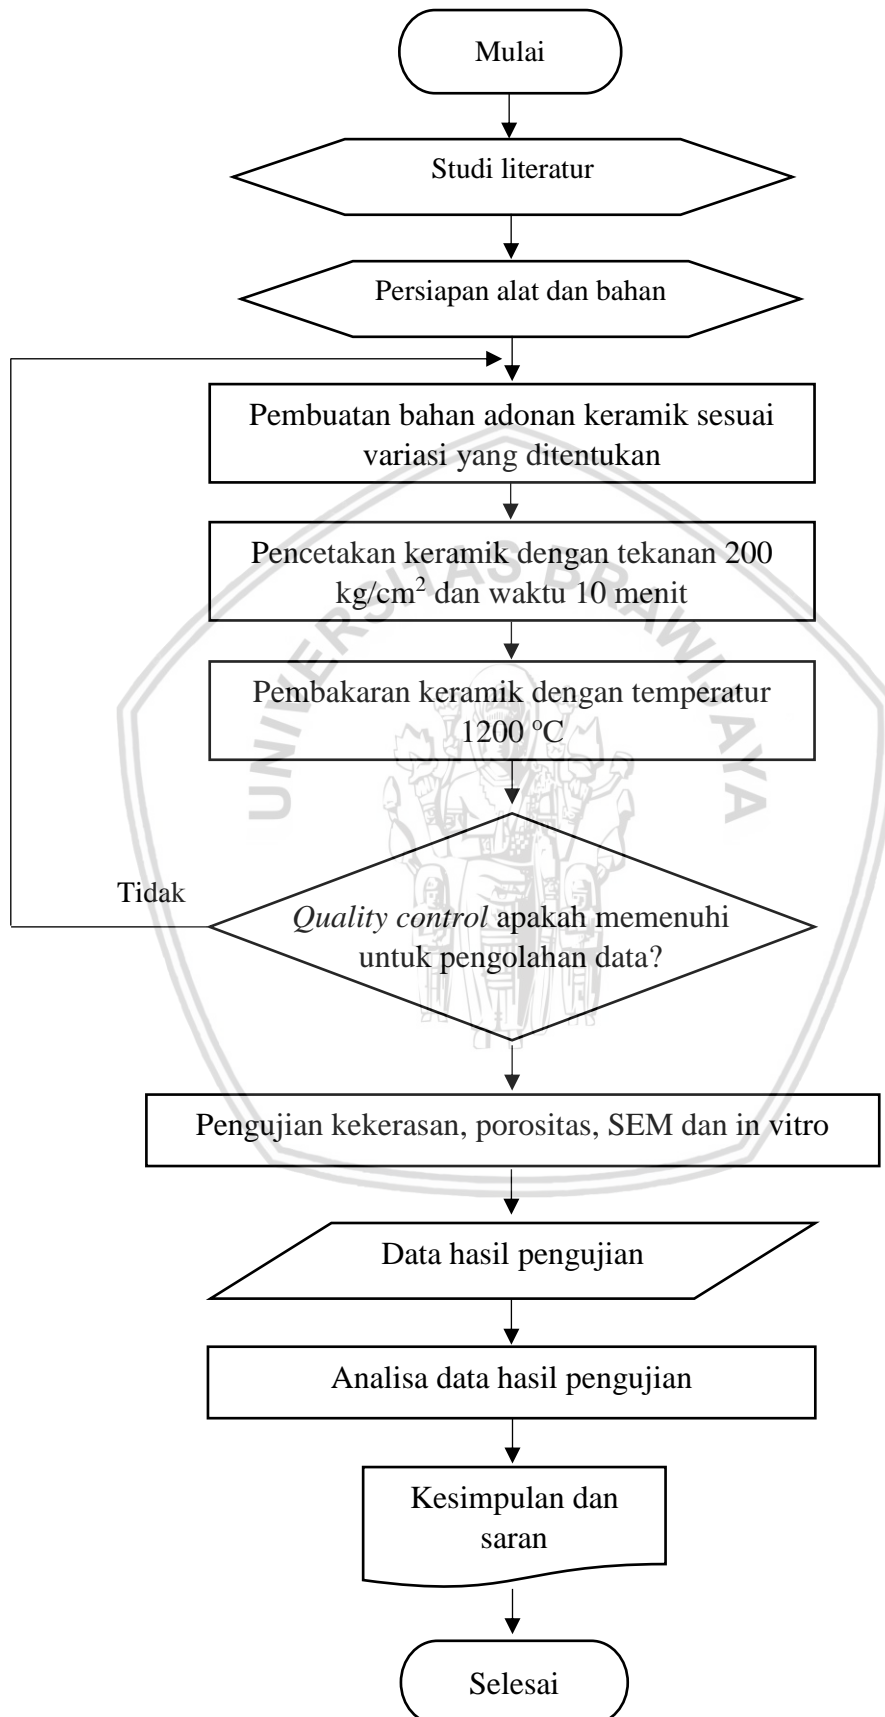 Mulai
Studi literatur
Persiapan alat dan bahan
Pembuatan bahan adonan keramik sesuai
variasi yang ditentukan
Pencetakan keramik dengan tekanan 200
kg/cm² dan waktu 10 menit
Pembakaran keramik dengan temperatur
1200 ºC
Tidak
Quality control apakah memenuhi
untuk pengolahan data?
Pengujian kekerasan, porositas, SEM dan in vitro
Data hasil pengujian
Analisa data hasil pengujian
Kesimpulan dan
saran
Selesai
UNIVERSITAS BRAWIJAYA